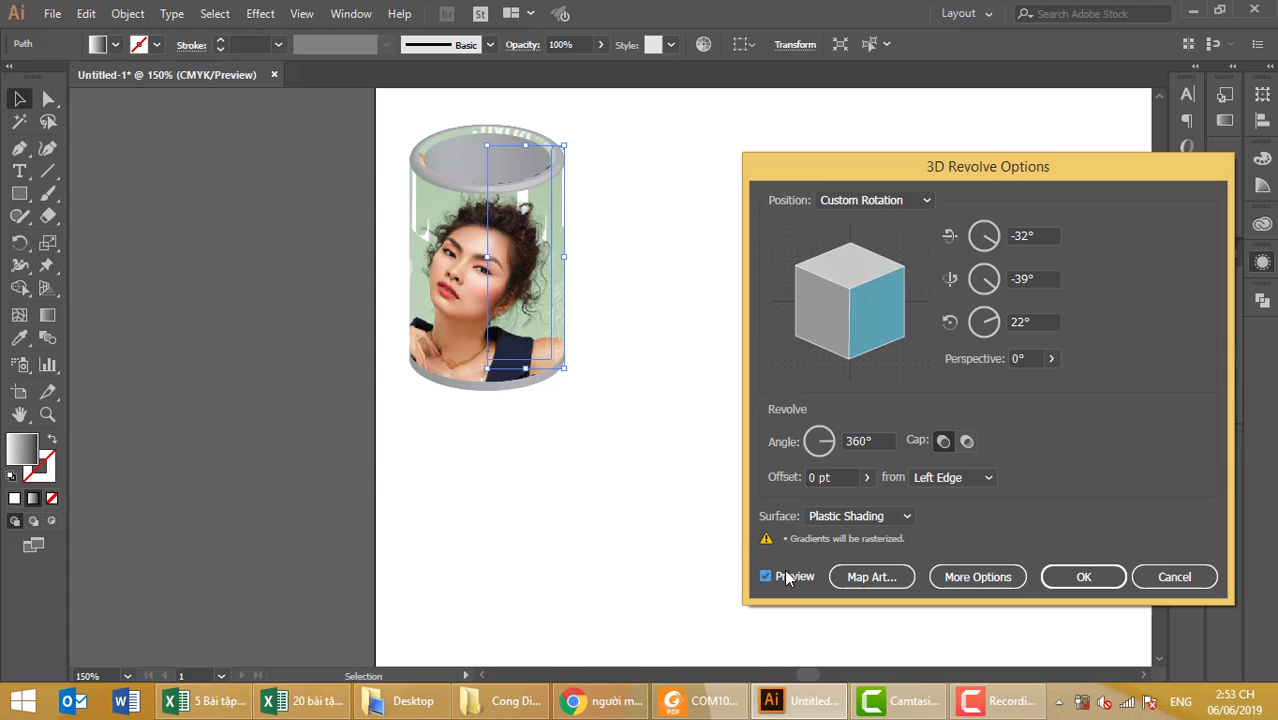 Ai File Edit Object Type Select Effect View Window Help Br St Layout Search Adobe Stock
Path Stroke: Basic Opacity: 100% Style: Transform
Untitled-1* @ 150% (CMYK/Preview)
3D Revolve Options
Position: Custom Rotation
-32°
-39°
22°
Perspective: 0°
Revolve
Angle: 360° Cap:
Offset: 0 pt from Left Edge
Surface: Plastic Shading
• Gradients will be rasterized.
Preview Map Art... More Options OK Cancel
150% 1 Selection
5 Bài tập... 20 bài tậ... Desktop Cong Di... người m... COM10... Untitled... Camtasi... Recordi... ENG
2:53 CH
06/06/2019